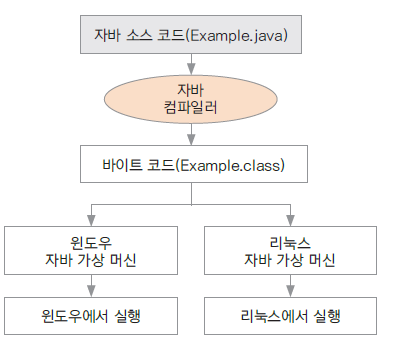 자바 소스 코드(Example.java)
자바
컴파일러
바이트 코드(Example.class)
윈도우
자바 가상 머신
리눅스
자바 가상 머신
윈도우에서 실행
리눅스에서 실행